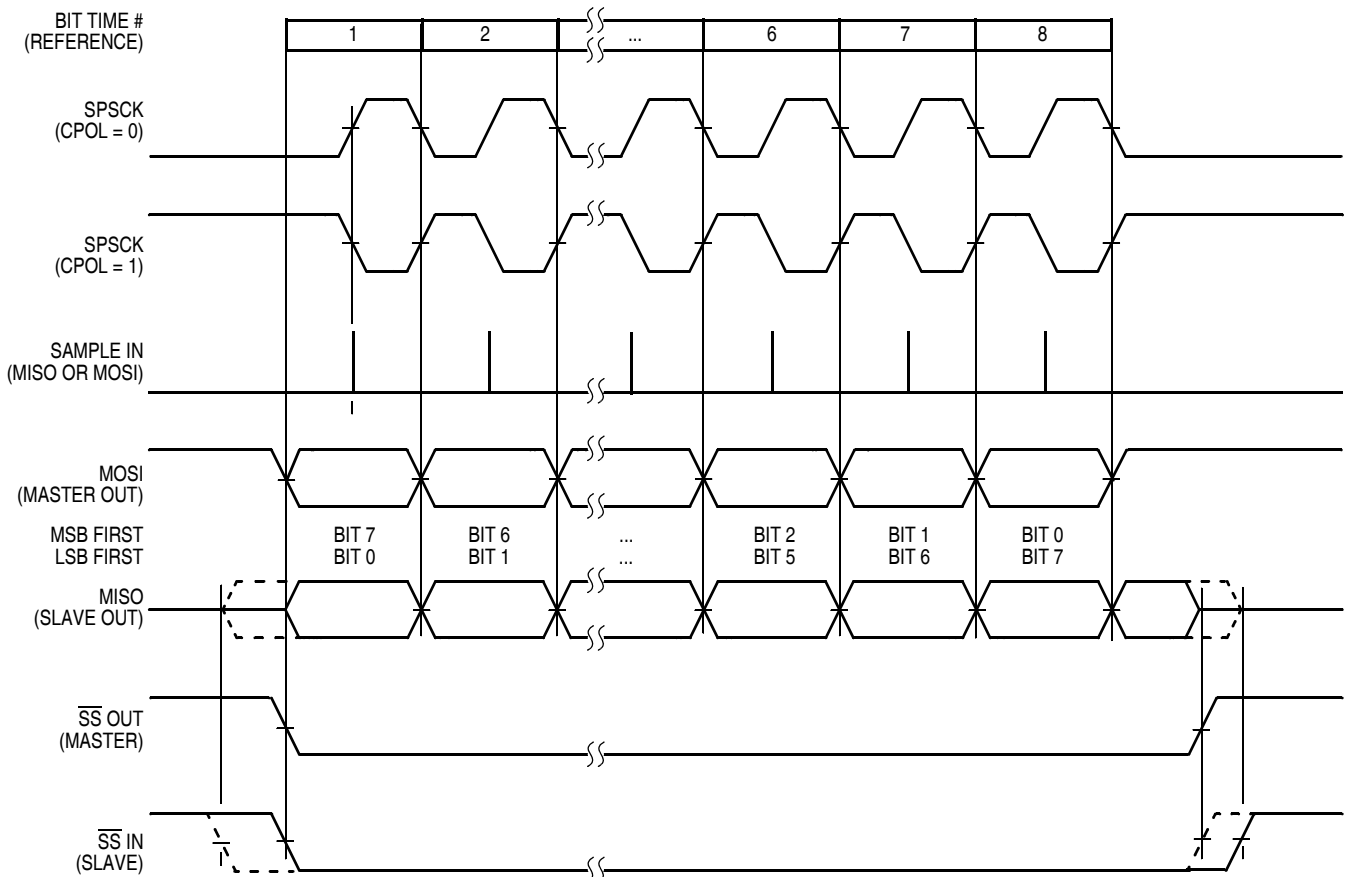 BIT TIME #
(REFERENCE)
1 2 ... 6 7 8
SPSCK
(CPOL = 0)
SPSCK
(CPOL = 1)
SAMPLE IN
(MISO OR MOSI)
MOSI
(MASTER OUT)
MSB FIRST BIT 7 BIT 6 ... BIT 2 BIT 1 BIT 0
LSB FIRST BIT 0 BIT 1 ... BIT 5 BIT 6 BIT 7
MISO
(SLAVE OUT)
S̅S̅ OUT
(MASTER)
S̅S̅ IN
(SLAVE)